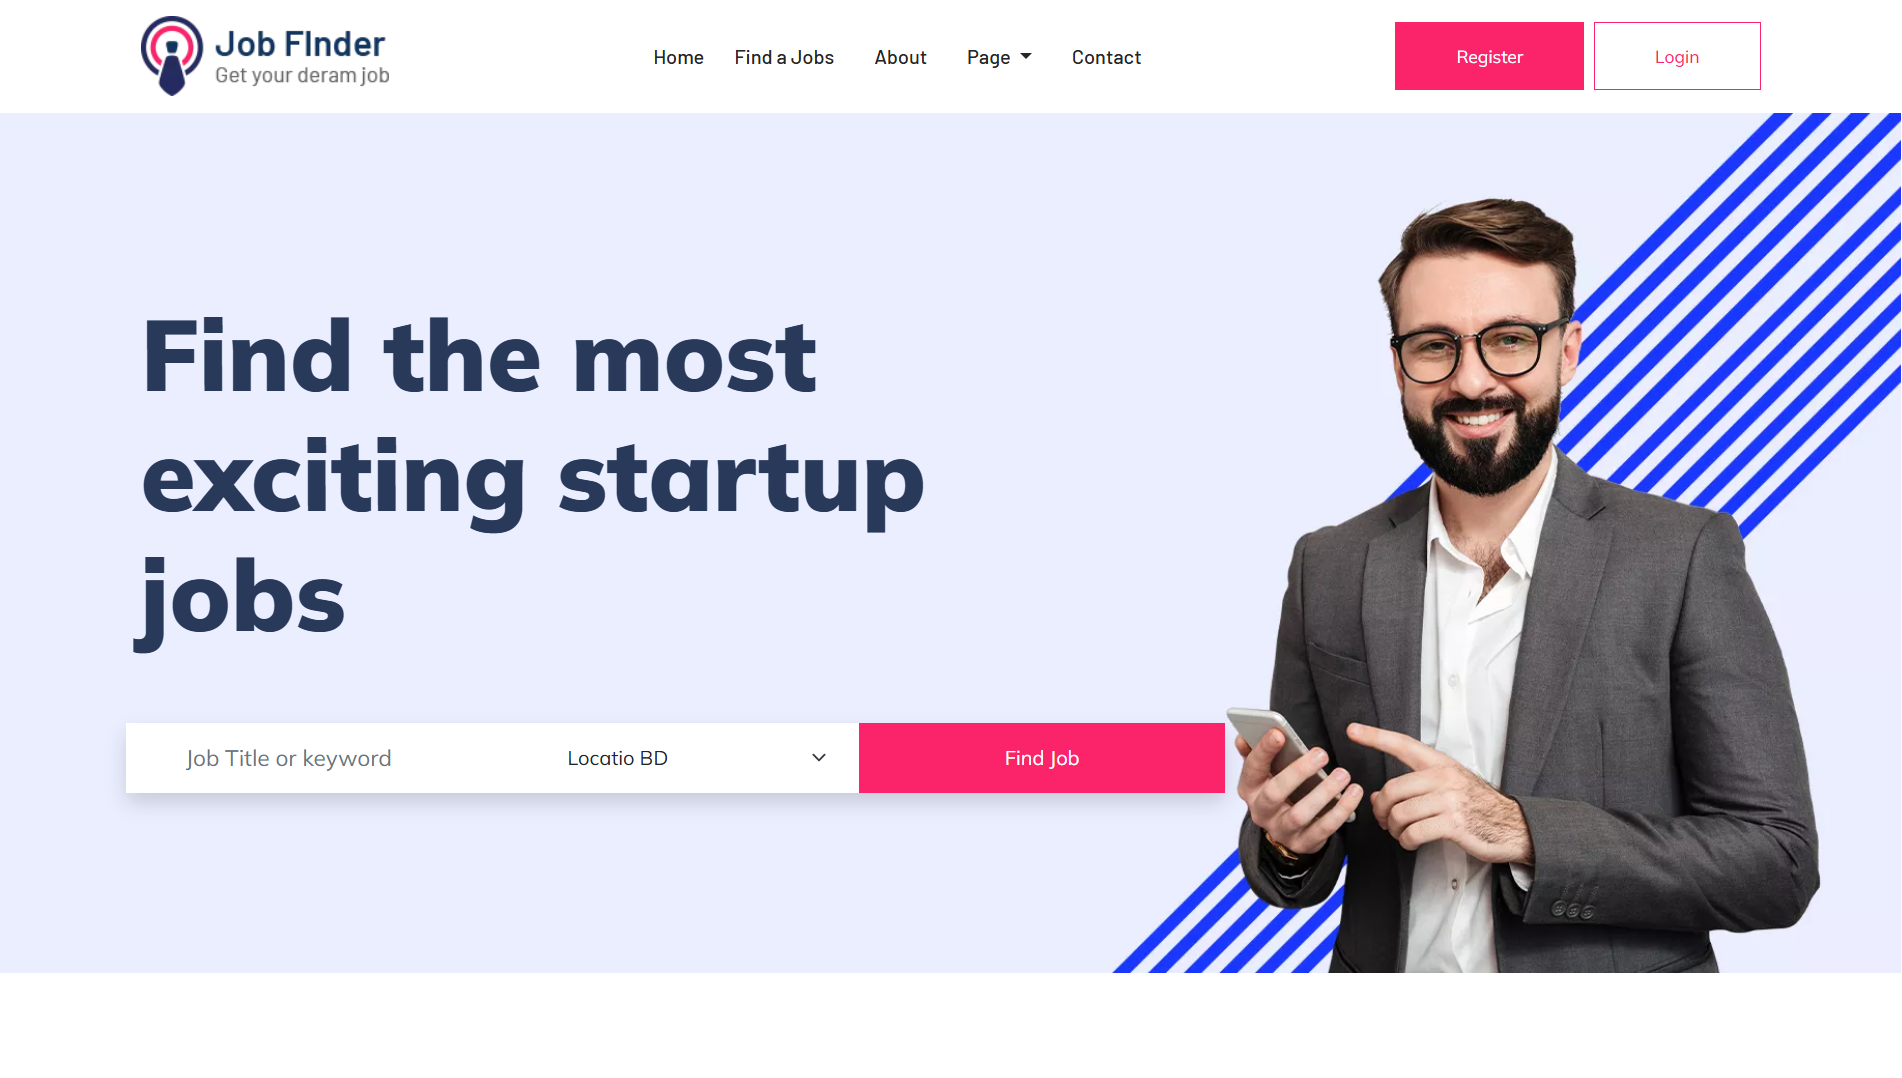 Job FInder
Get your deram job
Home
Find a Jobs
About
Page
Contact
Register
Login
Find the most
exciting startup
jobs
Job Title or keyword
Locatio BD
Find Job